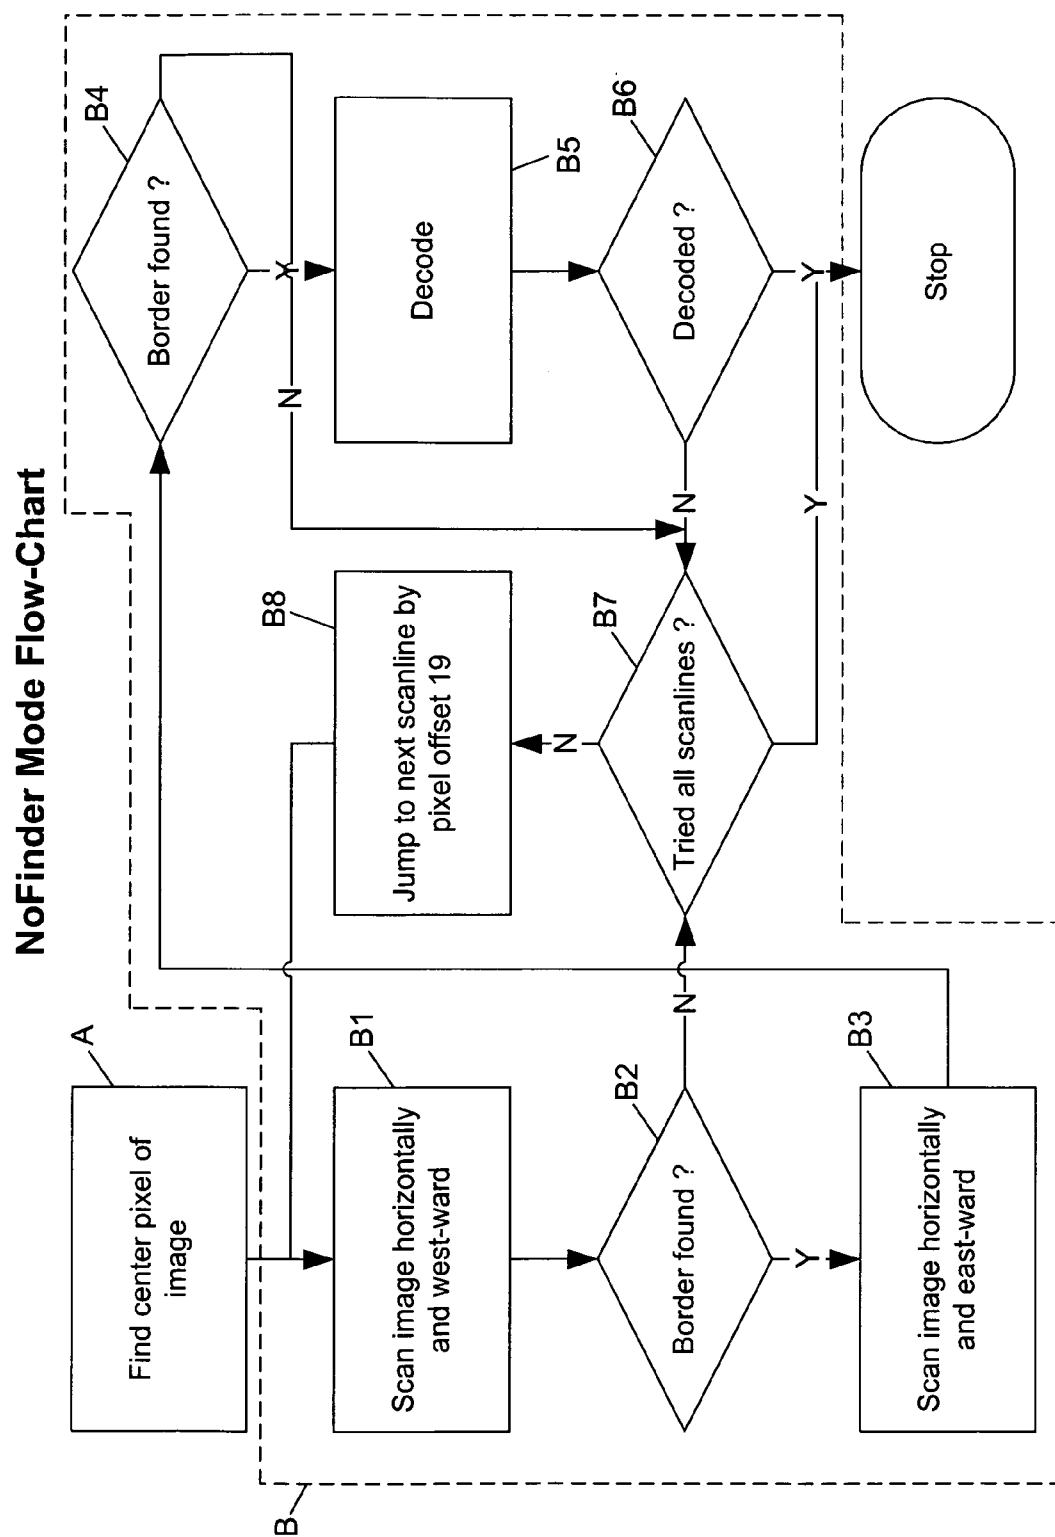 NoFinder Mode Flow-Chart
A
Find center pixel of
image
B
B1
Scan image horizontally
and west-ward
B2
Border found ?
N
Y
B3
Scan image horizontally
and east-ward
B8
Jump to next scanline by
pixel offset 19
N
B7
Tried all scanlines ?
Y
B4
Border found ?
Y
N
B5
Decode
B6
Decoded ?
N
Y
Stop